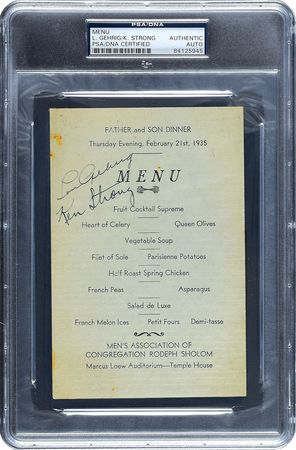 PSA/DNA
MENU
L. GEHRIG/K. STRONG AUTHENTIC
PSA/DNA CERTIFIED AUTO
84125945
FATHER and SON DINNER
Thursday Evening, February 21st, 1935
Lou Gehrig
MENU
Ken Strong
Fruit Cocktail Supreme
Heart of Celery Queen Olives
Vegetable Soup
Filet of Sole Parisienne Potatoes
Half Roast Spring Chicken
French Peas Asparagus
Salad de Luxe
French Melon Ices Petit Fours Demi-tasse
MEN'S ASSOCIATION OF
CONGREGATION RODEPH SHOLOM
Marcus Loew Auditorium—Temple House